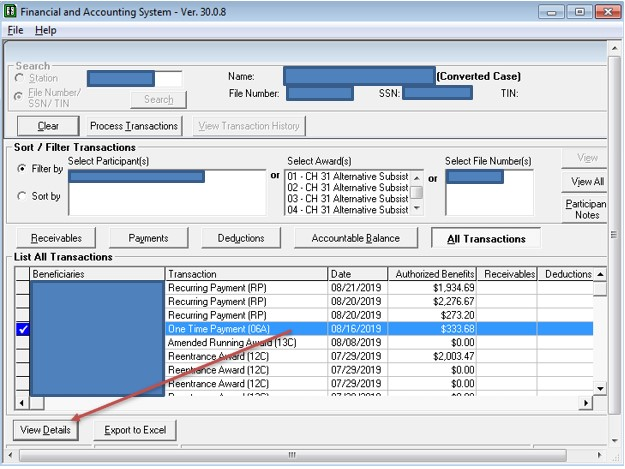 Financial and Accounting System - Ver. 30.0.8
File Help
Search
Station
File Number/
SSN/ TIN
Search
Name: (Converted Case)
File Number: SSN: TIN:
Clear Process Transactions View Transaction History
Sort / Filter Transactions
Filter by
Sort by
Select Participant(s)
or
Select Award(s)
01 - CH 31 Alternative Subsist
02 - CH 31 Alternative Subsist
03 - CH 31 Alternative Subsist
04 - CH 31 Alternative Subsist
or
Select File Number(s)
View
View All
Participan
Notes
Receivables Payments Deductions Accountable Balance All Transactions
List All Transactions
Beneficiaries Transaction Date Authorized Benefits Receivables Deductions
Recurring Payment (RP) 08/21/2019 $1,934.69
Recurring Payment (RP) 08/20/2019 $2,276.67
Recurring Payment (RP) 08/20/2019 $273.20
One Time Payment (06A) 08/16/2019 $333.68
Amended Running Award (13C) 08/08/2019 $0.00
Reentrance Award (12C) 07/29/2019 $2,003.47
Reentrance Award (12C) 07/29/2019 $0.00
Reentrance Award (12C) 07/29/2019 $0.00
View Details Export to Excel